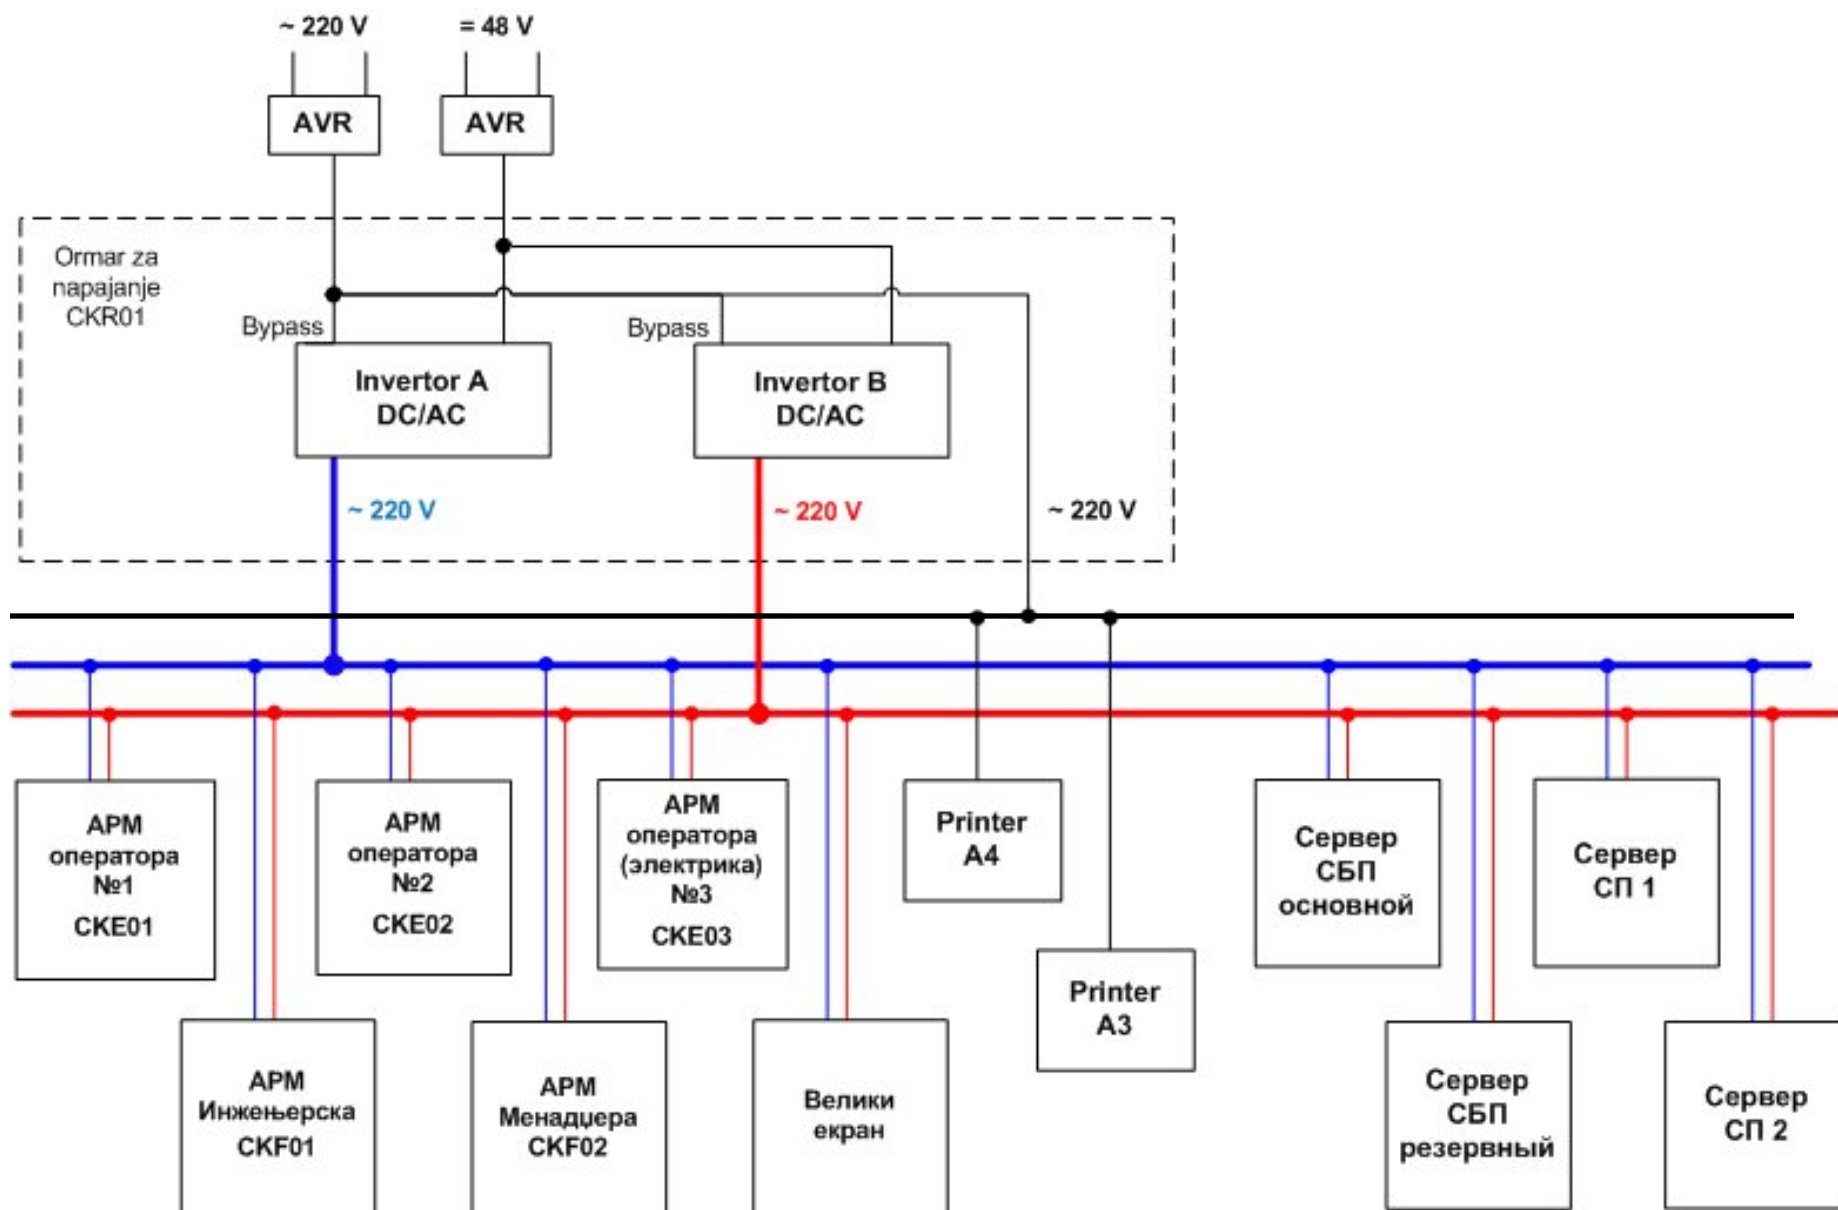 ~ 220 V
= 48 V
AVR
AVR
Ormar za
napajanje
CKR01
Bypass
Bypass
Invertor A
DC/AC
Invertor B
DC/AC
~ 220 V
~ 220 V
~ 220 V
АРМ
оператора
№1
CKE01
АРМ
оператора
№2
CKE02
АРМ
оператора
(электрика)
№3
CKE03
Printer
A4
Сервер
СБП
основной
Сервер
СП 1
Printer
A3
АРМ
Инжењерска
CKF01
АРМ
Менаџера
CKF02
Велики
екран
Сервер
СБП
резервный
Сервер
СП 2